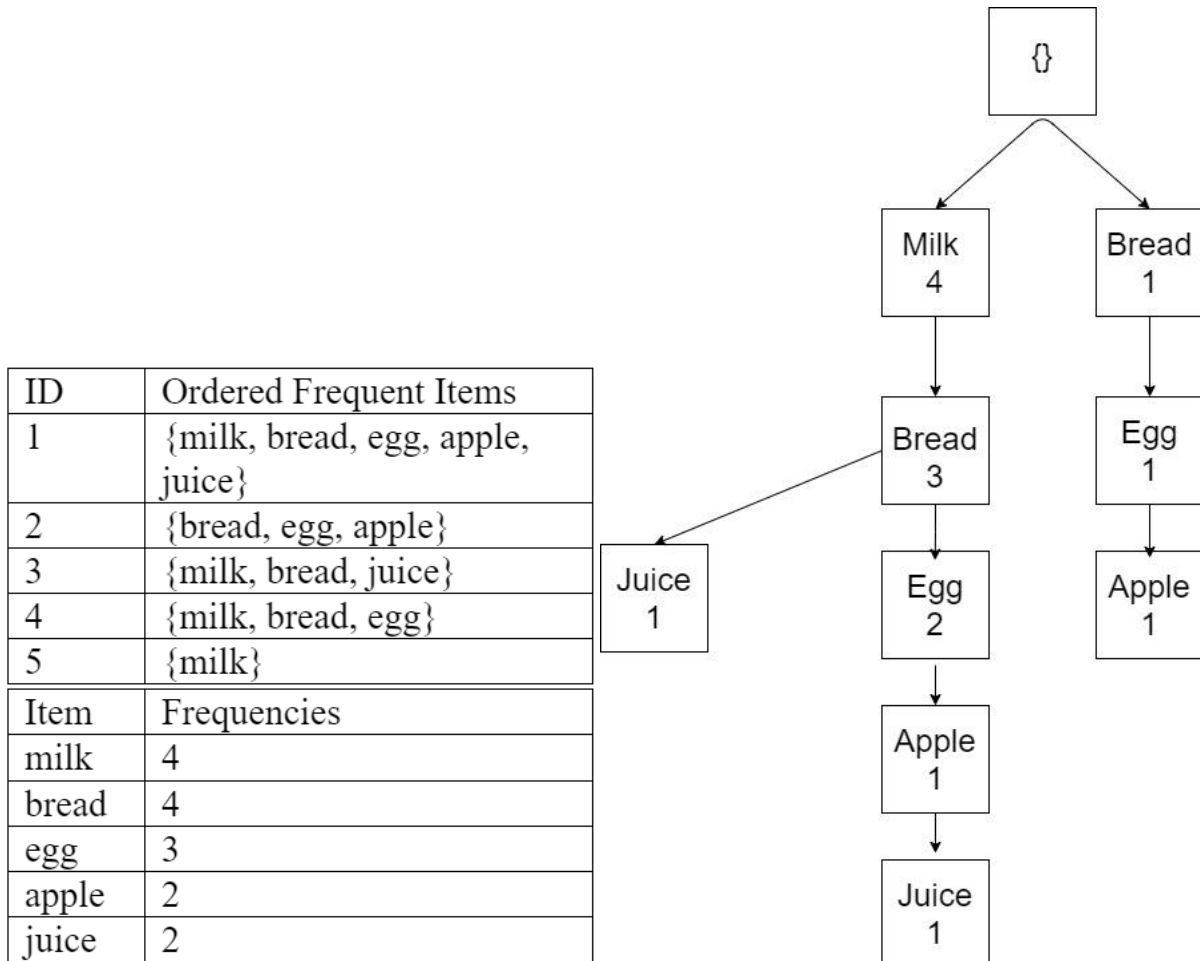 {}
Milk
4
Bread
1
Bread
3
Egg
1
Juice
1
Egg
2
Apple
1
Apple
1
Juice
1
ID Ordered Frequent Items
1 {milk, bread, egg, apple,
juice}
2 {bread, egg, apple}
3 {milk, bread, juice}
4 {milk, bread, egg}
5 {milk}
Item Frequencies
milk 4
bread 4
egg 3
apple 2
juice 2